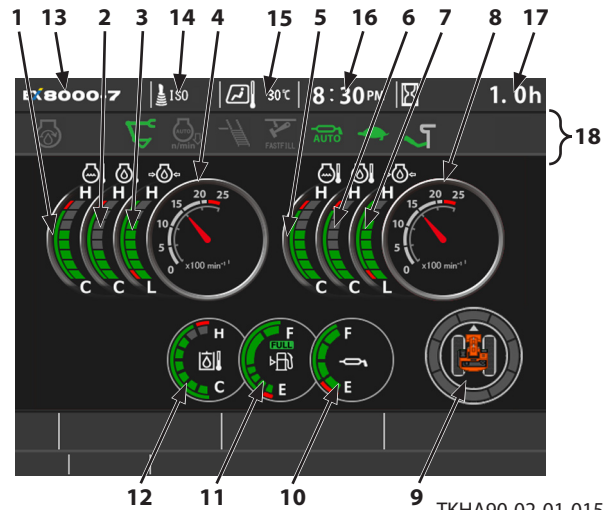 1 13 2 14 3 4 15 5 16 6 7 8 17
EX8000-7 ISO 30℃ 8:30PM 1.0h
AUTO n/min FASTFILL AUTO
18
H H H H H H
20 25 20 25
15 15
10 10
5 5
0 x100 min⁻¹ 0 x100 min⁻¹
C C L C C L
H F F
FULL
C E E
12 11 10 9
TKHA90-02-01-015